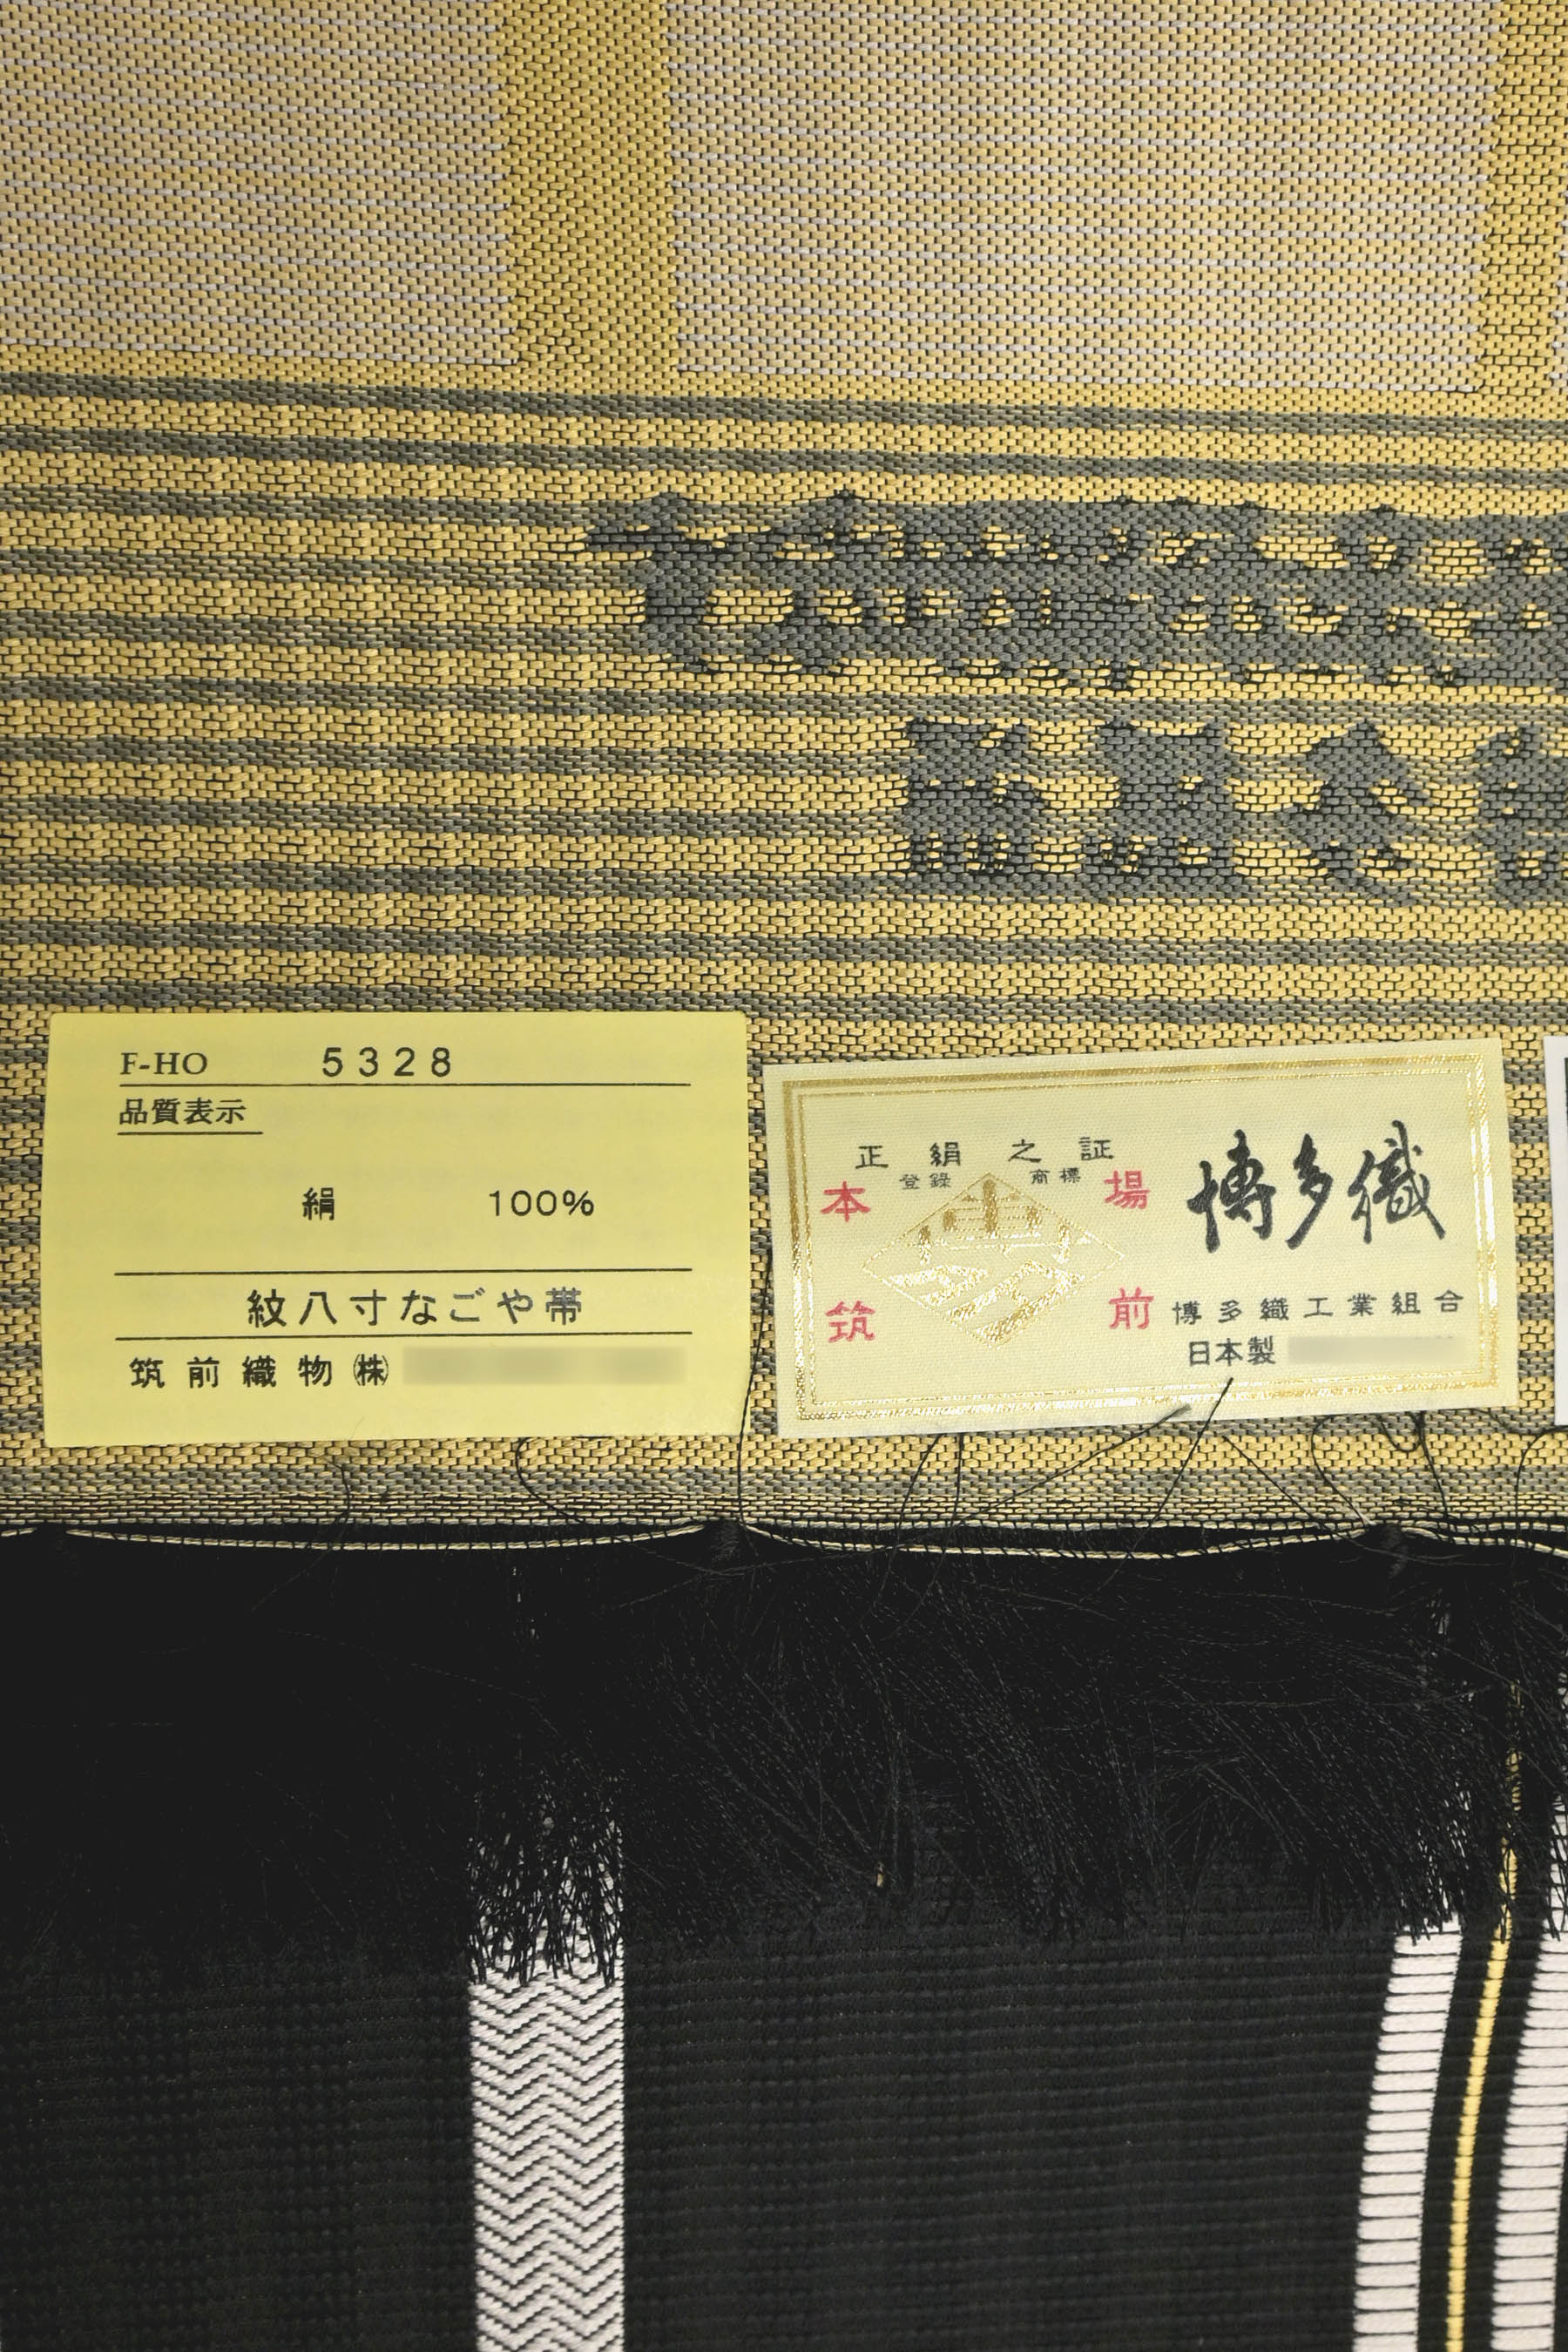 F-HO 5328
品質表示
絹 100%
紋八寸なごや帯
筑前織物㈱
正絹之証
登録商標
本場
筑前
博多
博多織
博多織工業組合
日本製